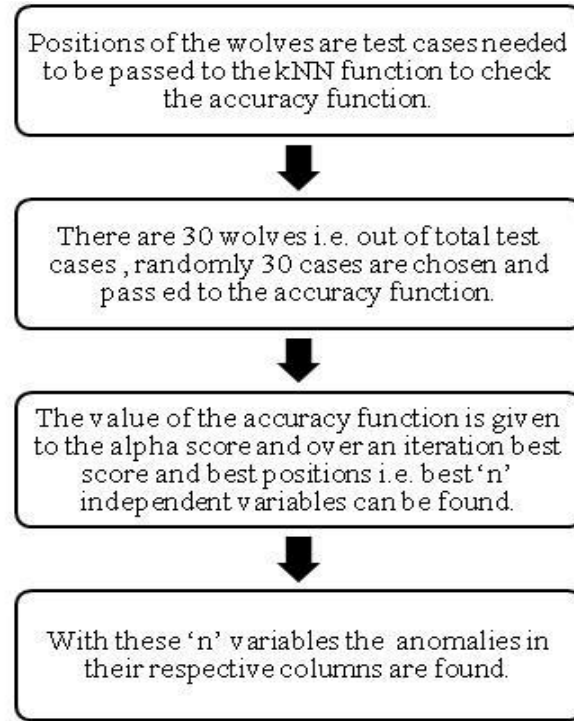 Positions of the wolves are test cases needed
to be passed to the kNN function to check
the accuracy function.
There are 30 wolves i.e. out of total test
cases , randomly 30 cases are chosen and
pass ed to the accuracy function.
The value of the accuracy function is given
to the alpha score and over an iteration best
score and best positions i.e. best ‘n’
independent variables can be found.
With these ‘n’ variables the anomalies in
their respective columns are found.